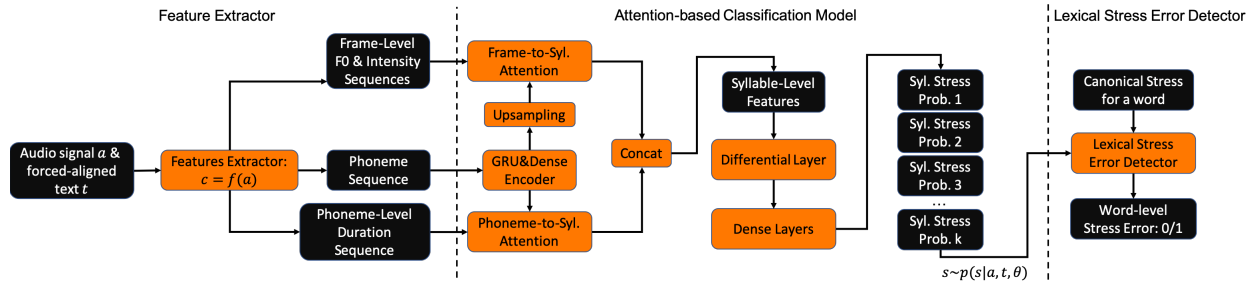 Feature Extractor
Attention-based Classification Model
Lexical Stress Error Detector
Audio signal a &
forced-aligned
text t
Features Extractor:
c = f(a)
Frame-Level
F0 & Intensity
Sequences
Phoneme
Sequence
Phoneme-Level
Duration
Sequence
Frame-to-Syl.
Attention
Upsampling
GRU&Dense
Encoder
Phoneme-to-Syl.
Attention
Concat
Syllable-Level
Features
Differential Layer
Dense Layers
Syl. Stress
Prob. 1
Syl. Stress
Prob. 2
Syl. Stress
Prob. 3
...
Syl. Stress
Prob. k
s~p(s|a, t, θ)
Canonical Stress
for a word
Lexical Stress
Error Detector
Word-level
Stress Error: 0/1